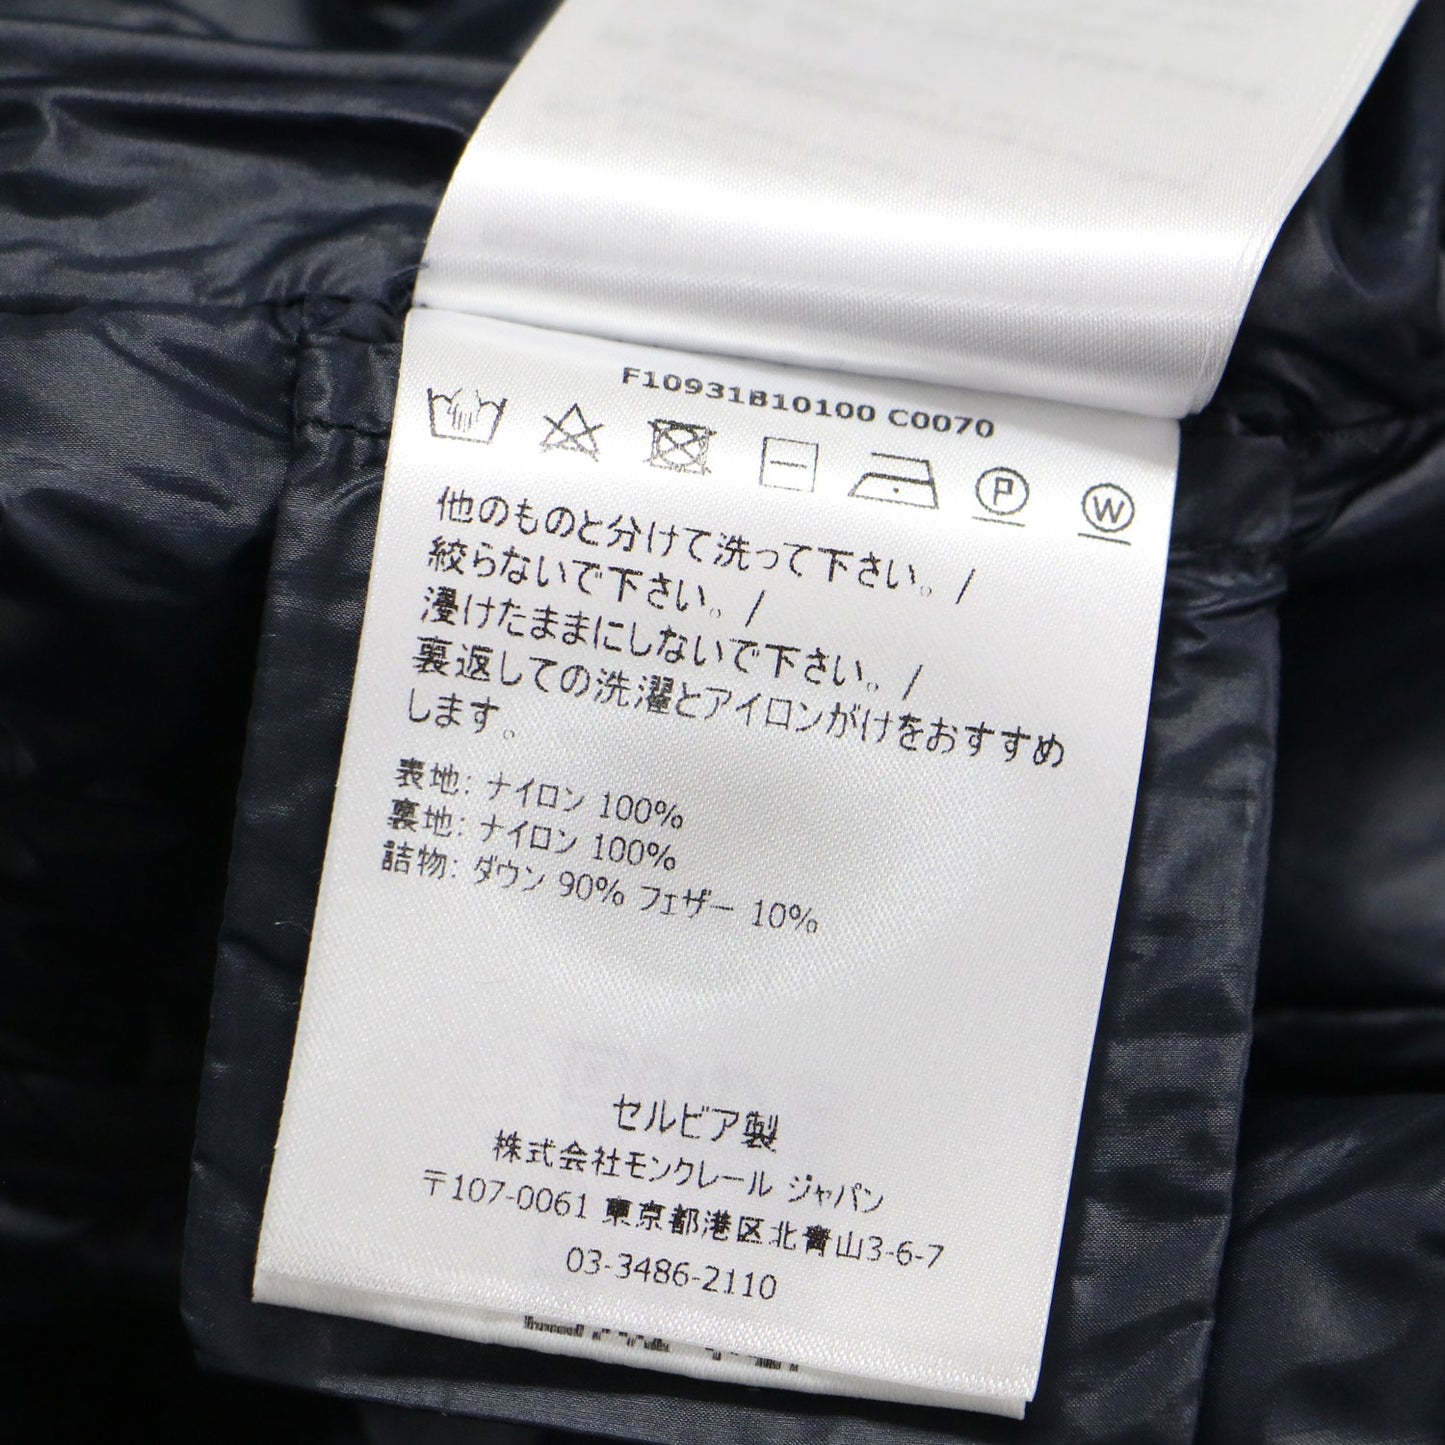 F10931B10100 C0070
P W
他のものと分けて洗って下さい。/
絞らないで下さい。/
浸けたままにしないで下さい。/
裏返しての洗濯とアイロンがけをおすすめ
します。
表地: ナイロン 100%
裏地: ナイロン 100%
詰物: ダウン 90% フェザー 10%
セルビア製
株式会社モンクレール ジャパン
〒107-0061 東京都港区北青山3-6-7
03-3486-2110